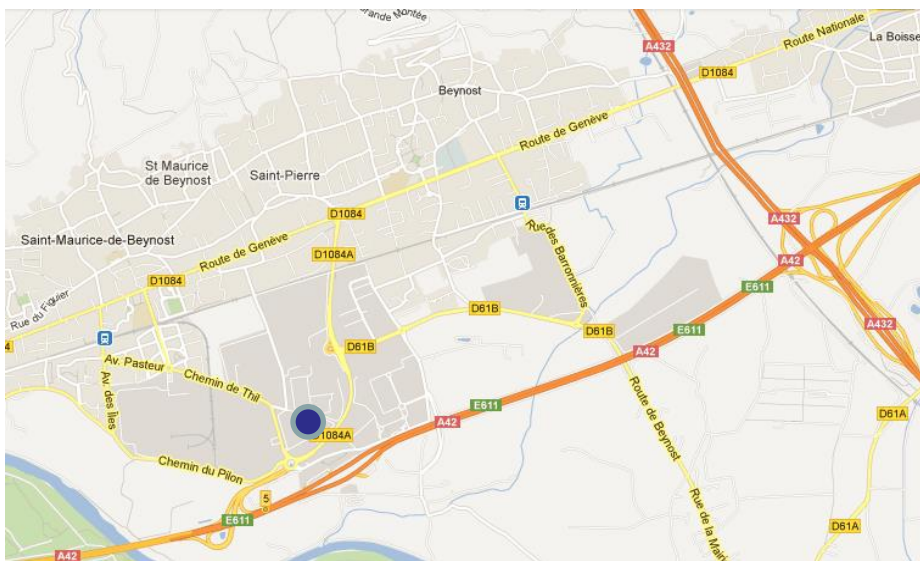 Grande Montée
A432
Route Nationale
La Boisse
D1084
Beynost
Route de Genève
St Maurice
de Beynost
Saint-Pierre
D1084
A432
Saint-Maurice-de-Beynost
Route de Genève
D1084A
Rue des Barronnières
A42
D1084
E611
Rue du Figuier
D61B
A432
E611
D61B
D61B
A42
Av. Pasteur
Chemin de Thil
Av. des Îles
Route de Beynost
E611
D61A
A42
D1084A
Chemin du Pilon
5
Rue de la
E611
D61A
A42